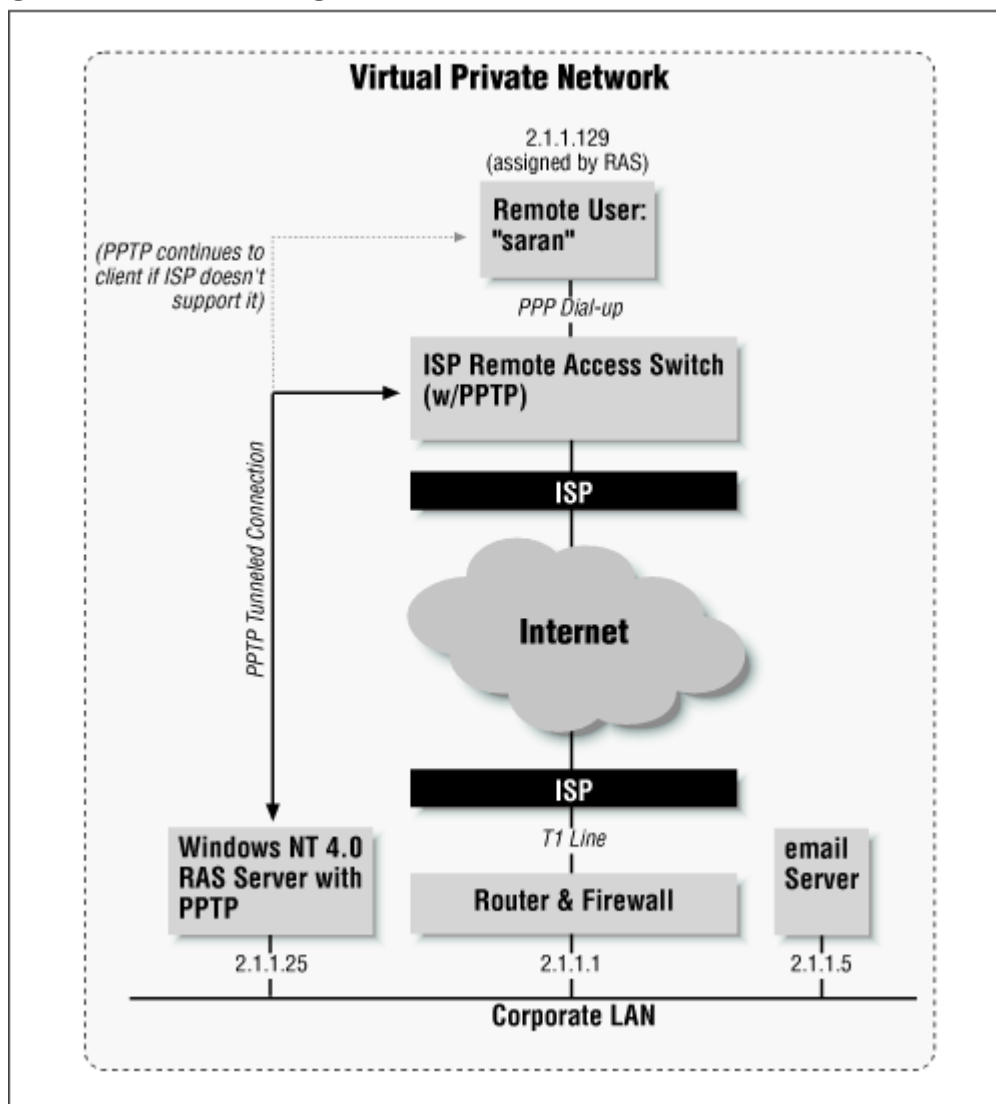 Virtual Private Network
2.1.1.129
(assigned by RAS)
Remote User:
"saran"
(PPTP continues to
client if ISP doesn't
support it)
PPP Dial-up
ISP Remote Access Switch
(w/PPTP)
PPTP Tunneled Connection
ISP
Internet
ISP
T1 Line
Windows NT 4.0
RAS Server with
PPTP
Router & Firewall
email
Server
2.1.1.25
2.1.1.1
2.1.1.5
Corporate LAN